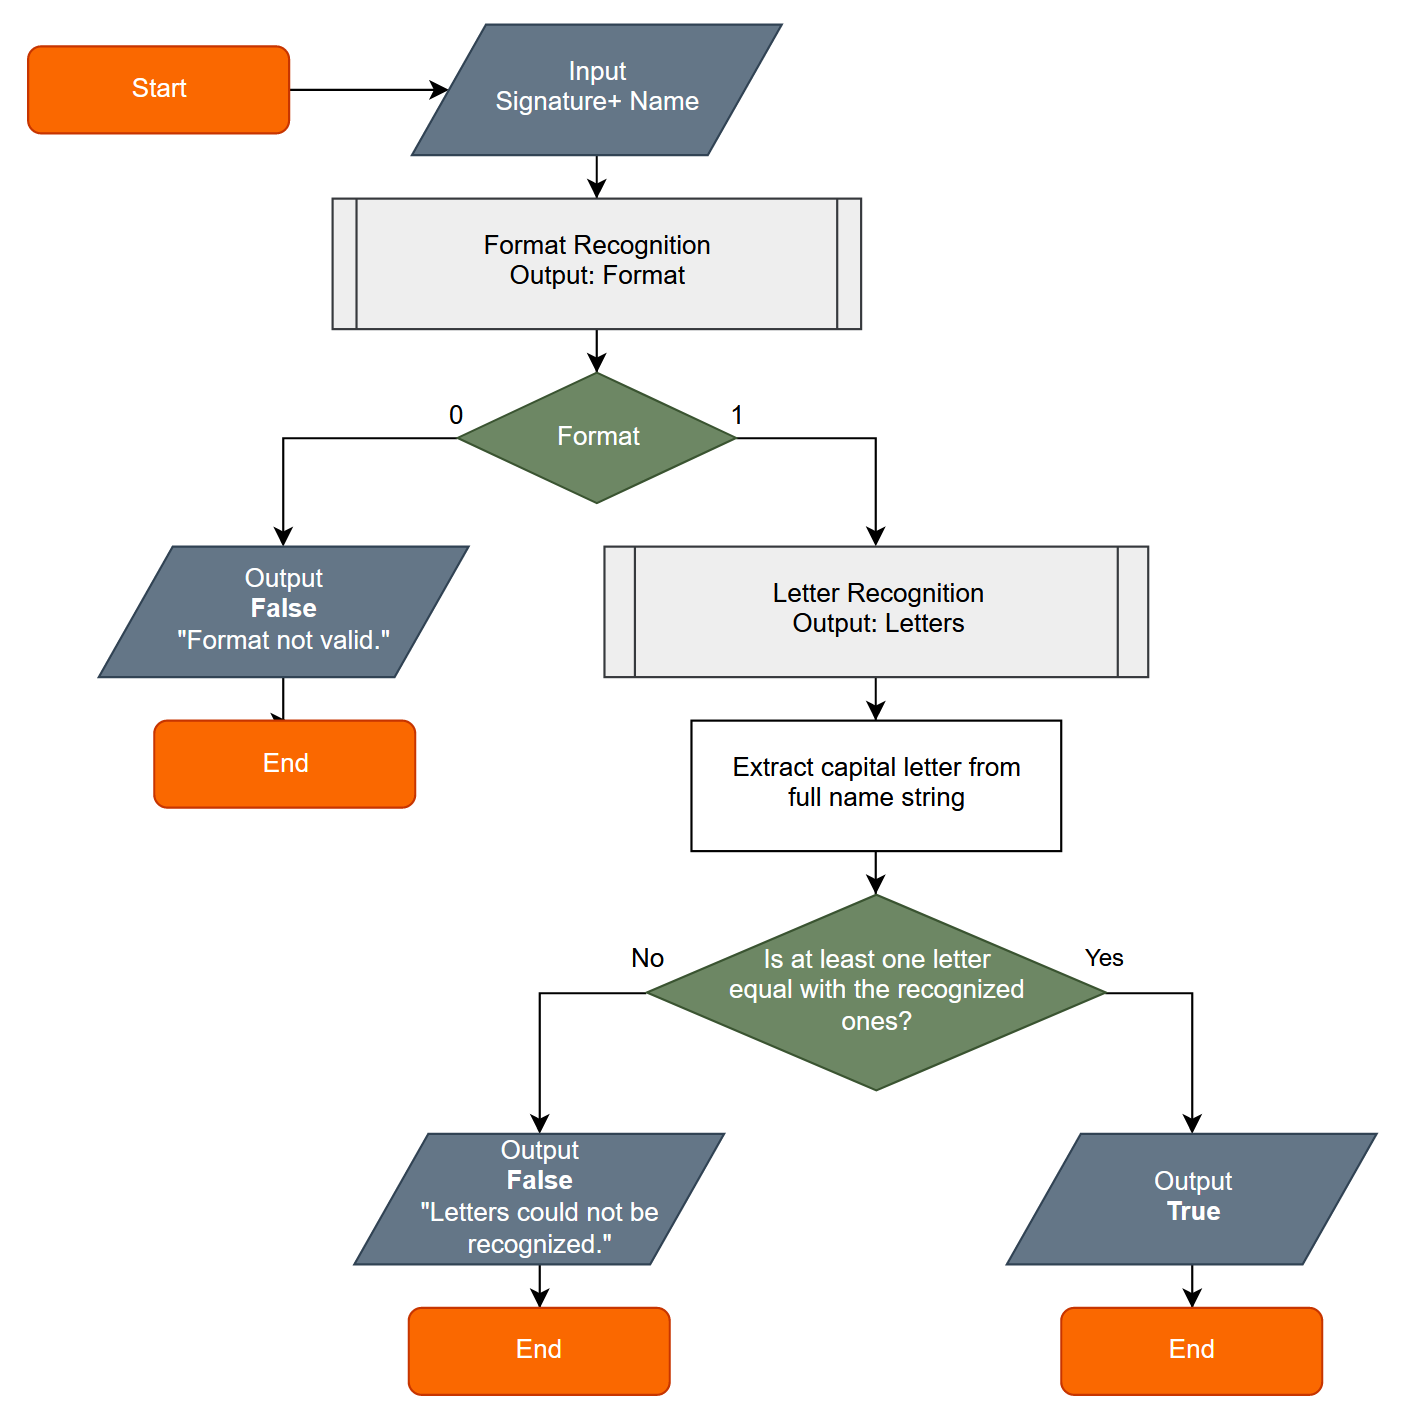 Start
Input
Signature+ Name
Format Recognition
Output: Format
0
1
Format
Output
False
"Format not valid."
Letter Recognition
Output: Letters
End
Extract capital letter from
full name string
No
Yes
Is at least one letter
equal with the recognized
ones?
Output
False
"Letters could not be
recognized."
Output
True
End
End